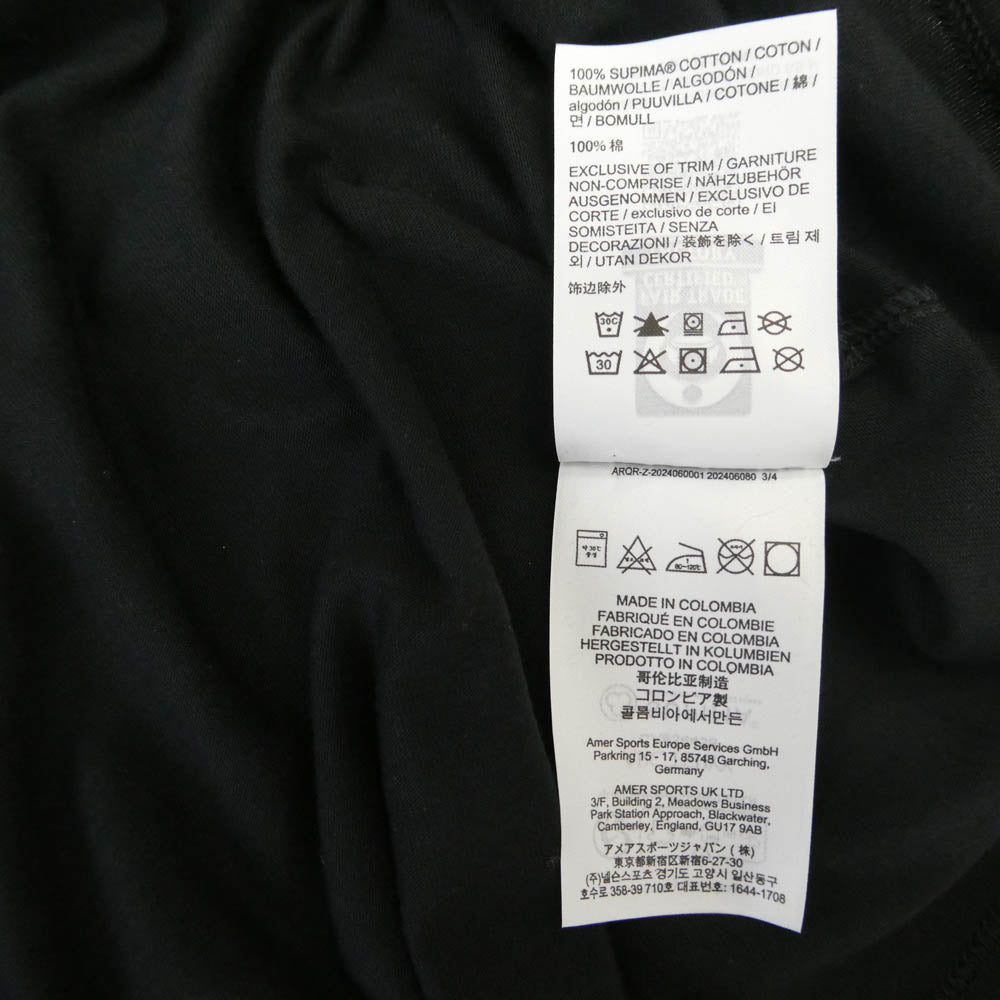 100% SUPIMA® COTTON / COTON /
BAUMWOLLE / ALGODÓN /
algodón / PUUVILLA / COTONE / 綿 /
면 / BOMULL
100% 棉
EXCLUSIVE OF TRIM / GARNITURE
NON-COMPRISE / NÄHZUBEHÖR
AUSGENOMMEN / EXCLUSIVO DE
CORTE / exclusivo de corte / EI
SOMISTEITA / SENZA
DECORAZIONI / 装飾を除く / 트림 제
외 / UTAN DEKOR
饰边除外
30C
30
ARQR-Z-2024060001 202406080 3/4
약 30℃
중성
80~120℃
MADE IN COLOMBIA
FABRIQUÉ EN COLOMBIE
FABRICADO EN COLOMBIA
HERGESTELLT IN KOLUMBIEN
PRODOTTO IN COLOMBIA
哥伦比亚制造
コロンビア製
콜롬비아에서만든
Amer Sports Europe Services GmbH
Parkring 15 - 17, 85748 Garching,
Germany
AMER SPORTS UK LTD
3/F, Building 2, Meadows Business
Park Station Approach, Blackwater,
Camberley, England, GU17 9AB
アメアスポーツジャパン ( 株)
東京都新宿区新宿6-27-30
(주)넬슨스포츠 경기도 고양시 일산동구
호수로 358-39 710호 대표번호: 1644-1708